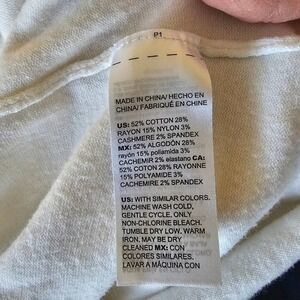 P1
MADE IN CHINA/ HECHO EN
CHINA/ FABRIQUÉ EN CHINE
US: 52% COTTON 28%
RAYON 15% NYLON 3%
CASHMERE 2% SPANDEX
MX: 52% ALGODÓN 28%
rayón 15% poliamida 3%
CACHEMIR 2% elastano CA:
52% COTON 28% RAYONNE
15% POLYAMIDE 3%
CACHEMIRE 2% SPANDEX
US: WITH SIMILAR COLORS.
MACHINE WASH COLD,
GENTLE CYCLE. ONLY
NON-CHLORINE BLEACH.
TUMBLE DRY LOW. WARM
IRON, MAY BE DRY
CLEANED MX: CON
COLORES SIMILARES.
LAVAR A MÁQUINA CON